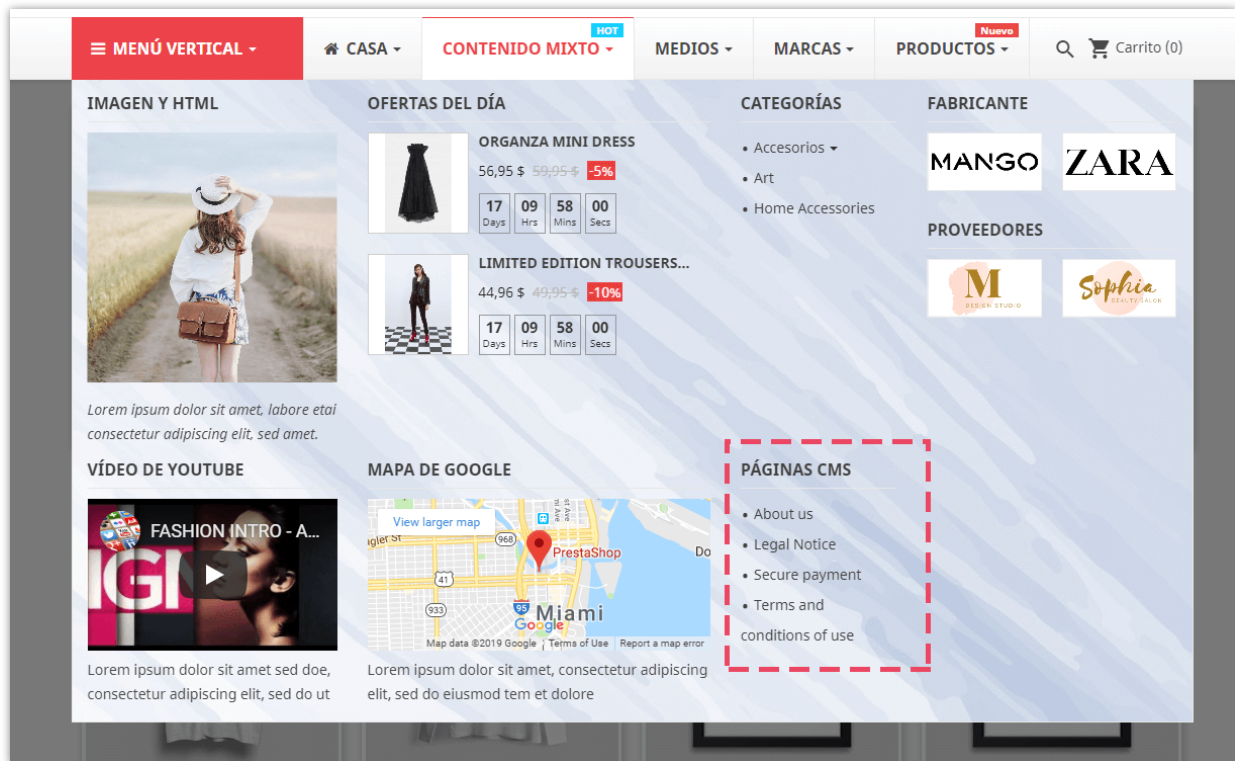 MENÚ VERTICAL
CASA
HOT
CONTENIDO MIXTO
MEDIOS
MARCAS
Nuevo
PRODUCTOS
Carrito (0)
IMAGEN Y HTML
Lorem ipsum dolor sit amet, labore etai
consectetur adipiscing elit, sed amet.
OFERTAS DEL DÍA
ORGANZA MINI DRESS
56,95 $ 59,95 $ -5%
17 09 58 00
Days Hrs Mins Secs
LIMITED EDITION TROUSERS...
44,96 $ 49,95 $ -10%
17 09 58 00
Days Hrs Mins Secs
CATEGORÍAS
• Accesorios
• Art
• Home Accessories
FABRICANTE
MANGO
ZARA
PROVEEDORES
M
DESIGN STUDIO
Sophia
BEAUTY SALON
VÍDEO DE YOUTUBE
FASHION INTRO - A...
IGN
Lorem ipsum dolor sit amet sed doe,
consectetur adipiscing elit, sed do ut
MAPA DE GOOGLE
View larger map
968
PrestaShop
41
933
95
Miami
Google
Map data ©2019 Google Terms of Use Report a map error
Lorem ipsum dolor sit amet, consectetur adipiscing
elit, sed do eiusmod tem et dolore
PÁGINAS CMS
• About us
• Legal Notice
• Secure payment
• Terms and
conditions of use